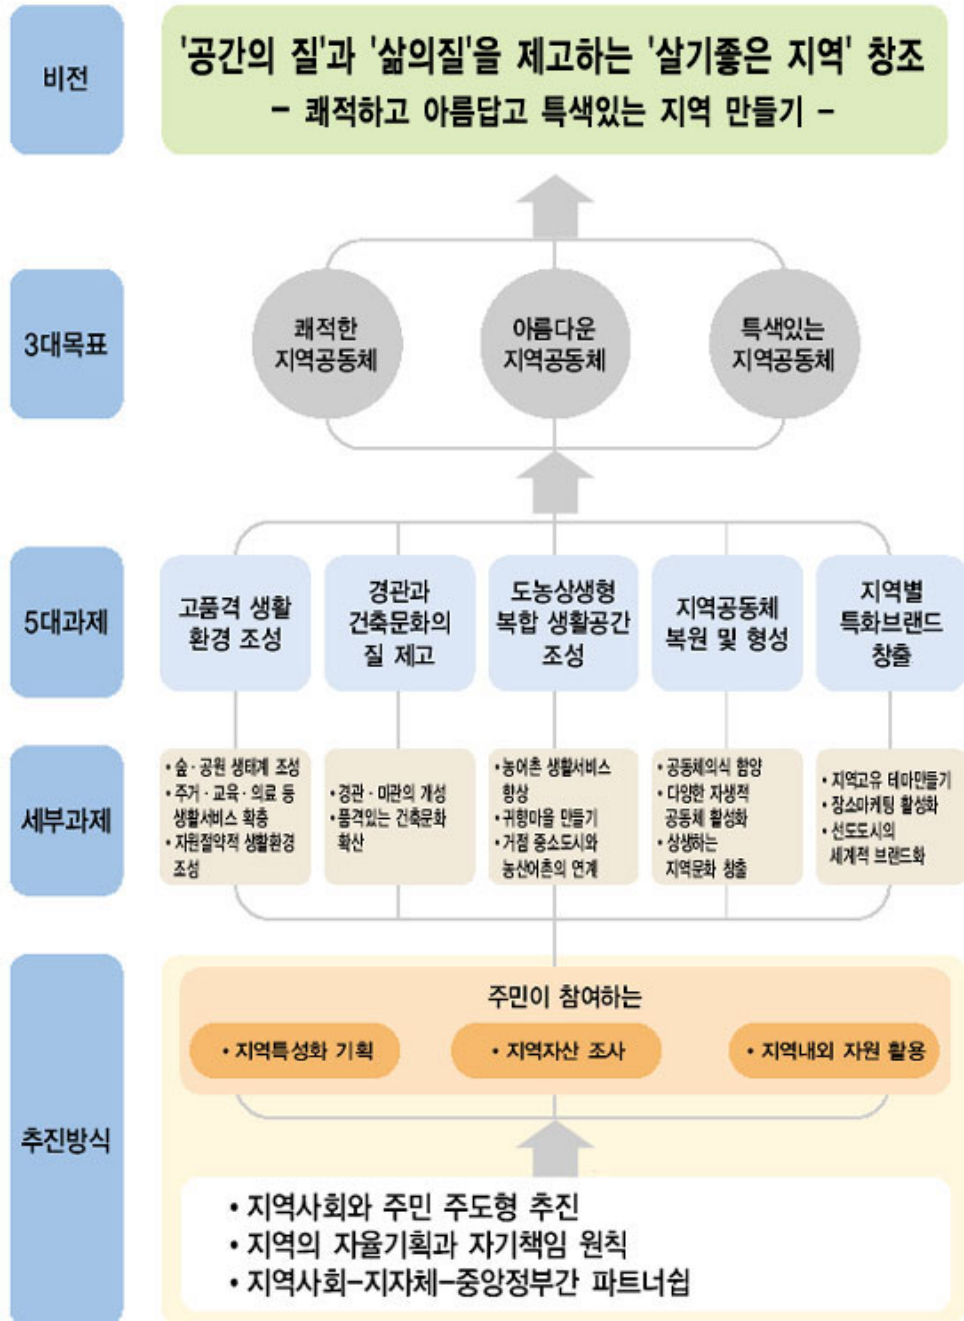 비전
'공간의 질'과 '삶의질'을 제고하는 '살기좋은 지역' 창조
- 쾌적하고 아름답고 특색있는 지역 만들기 -
3대목표
쾌적한
지역공동체
아름다운
지역공동체
특색있는
지역공동체
5대과제
고품격 생활
환경 조성
경관과
건축문화의
질 제고
도농상생형
복합 생활공간
조성
지역공동체
복원 및 형성
지역별
특화브랜드
창출
세부과제
• 숲·공원 생태계 조성
• 주거·교육·의료 등
생활서비스 확충
• 자원절약적 생활환경
조성
• 경관·미관의 개성
• 품격있는 건축문화
확산
• 농어촌 생활서비스
향상
• 귀향마을 만들기
• 거점 중소도시와
농산어촌의 연계
• 공동체의식 함양
• 다양한 자생적
공동체 활성화
• 상생하는
지역문화 창출
• 지역고유 테마만들기
• 장소마케팅 활성화
• 선도도시의
세계적 브랜드화
추진방식
주민이 참여하는
• 지역특성화 기획
• 지역자산 조사
• 지역내외 자원 활용
• 지역사회와 주민 주도형 추진
• 지역의 자율기획과 자기책임 원칙
• 지역사회-지자체-중앙정부간 파트너쉽